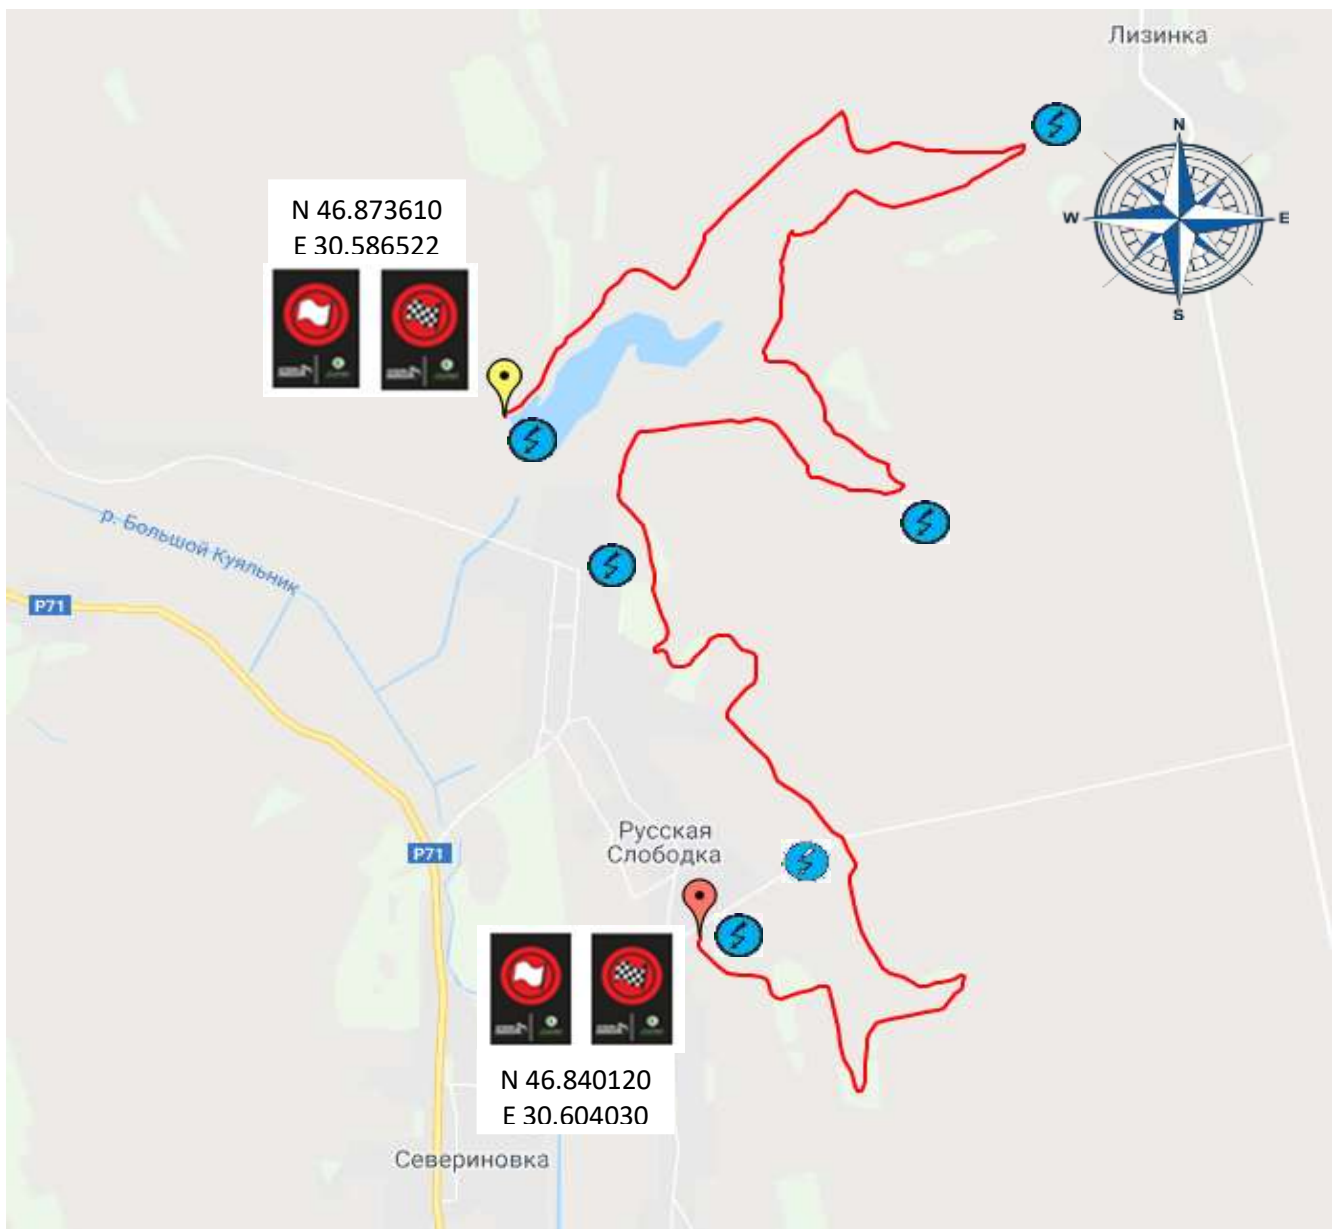 Лизинка
N
W
E
S
N 46.873610
E 30.586522
р. Большой Куяльник
P71
P71
Русская
Слободка
N 46.840120
E 30.604030
Севериновка